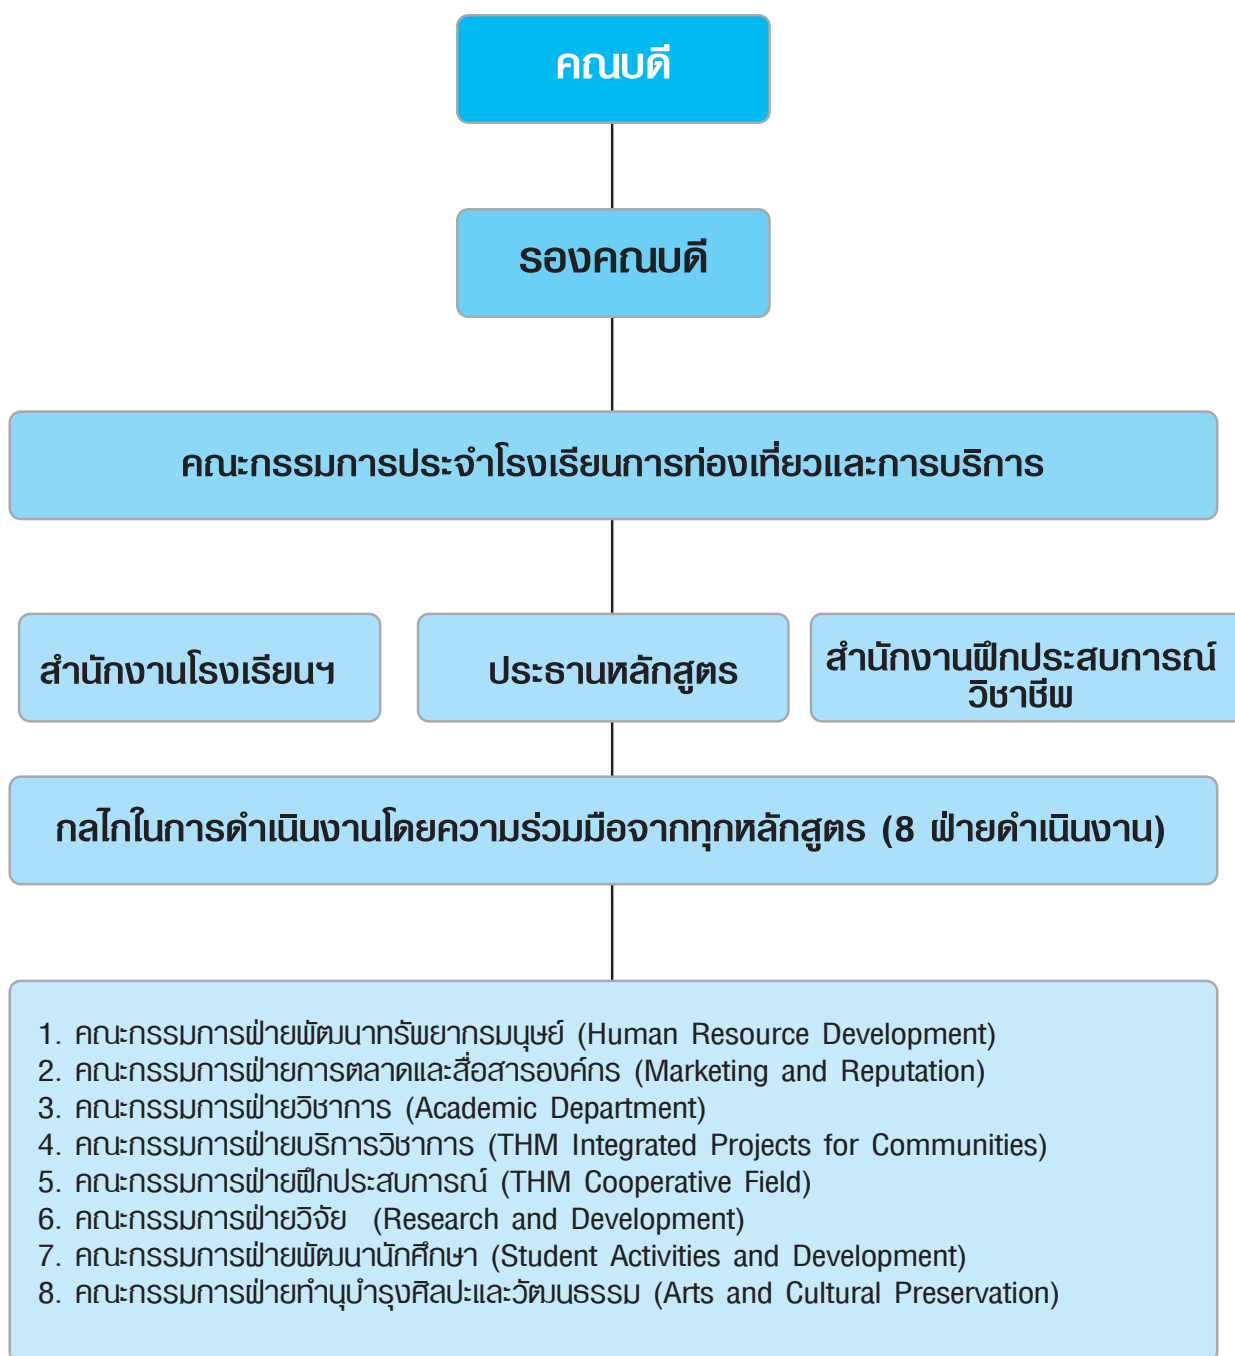 คณบดี
รองคณบดี
คณะกรรมการประจำโรงเรียนการท่องเที่ยวและการบริการ
สำนักงานโรงเรียนฯ
ประธานหลักสูตร
สำนักงานฝึกประสบการณ์
วิชาชีพ
กลไกในการดำเนินงานโดยความร่วมมือจากทุกหลักสูตร (8 ฝ่ายดำเนินงาน)
1. คณะกรรมการฝ่ายพัฒนาทรัพยากรมนุษย์ (Human Resource Development)
2. คณะกรรมการฝ่ายการตลาดและสื่อสารองค์กร (Marketing and Reputation)
3. คณะกรรมการฝ่ายวิชาการ (Academic Department)
4. คณะกรรมการฝ่ายบริการวิชาการ (THM Integrated Projects for Communities)
5. คณะกรรมการฝ่ายฝึกประสบการณ์ (THM Cooperative Field)
6. คณะกรรมการฝ่ายวิจัย (Research and Development)
7. คณะกรรมการฝ่ายพัฒนานักศึกษา (Student Activities and Development)
8. คณะกรรมการฝ่ายทำนุบำรุงศิลปะและวัฒนธรรม (Arts and Cultural Preservation)